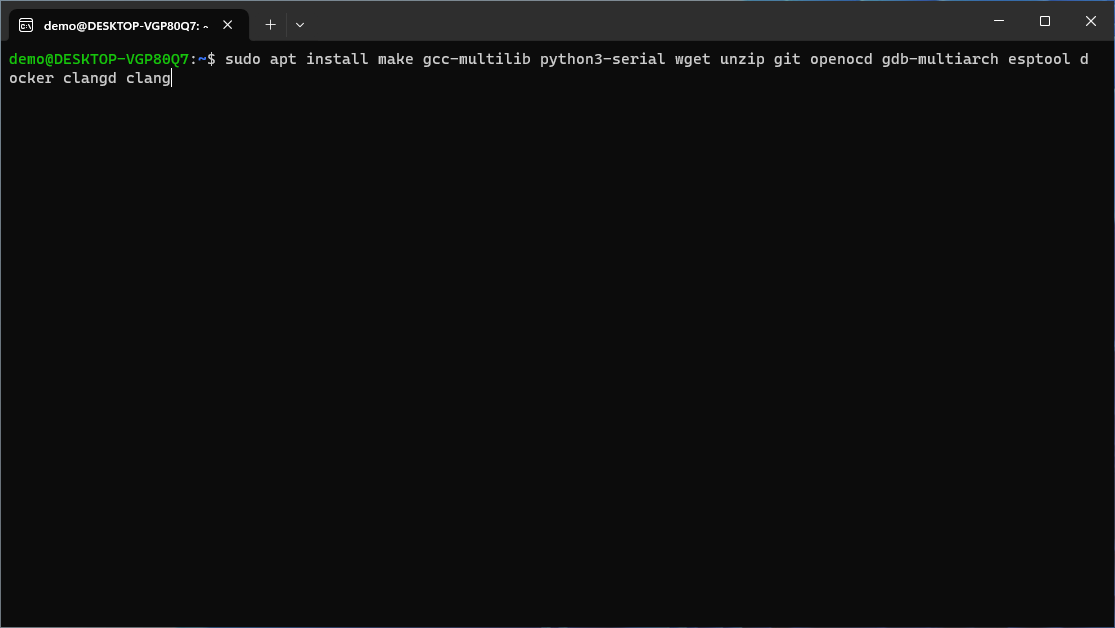 demo@DESKTOP-VGP80Q7: ~
demo@DESKTOP-VGP80Q7:~$ sudo apt install make gcc-multilib python3-serial wget unzip git openocd gdb-multiarch esptool d
ocker clangd clang